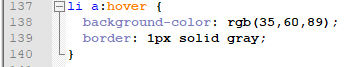 137 li a:hover {
138 background-color: rgb(35,60,89);
139 border: 1px solid gray;
140 }